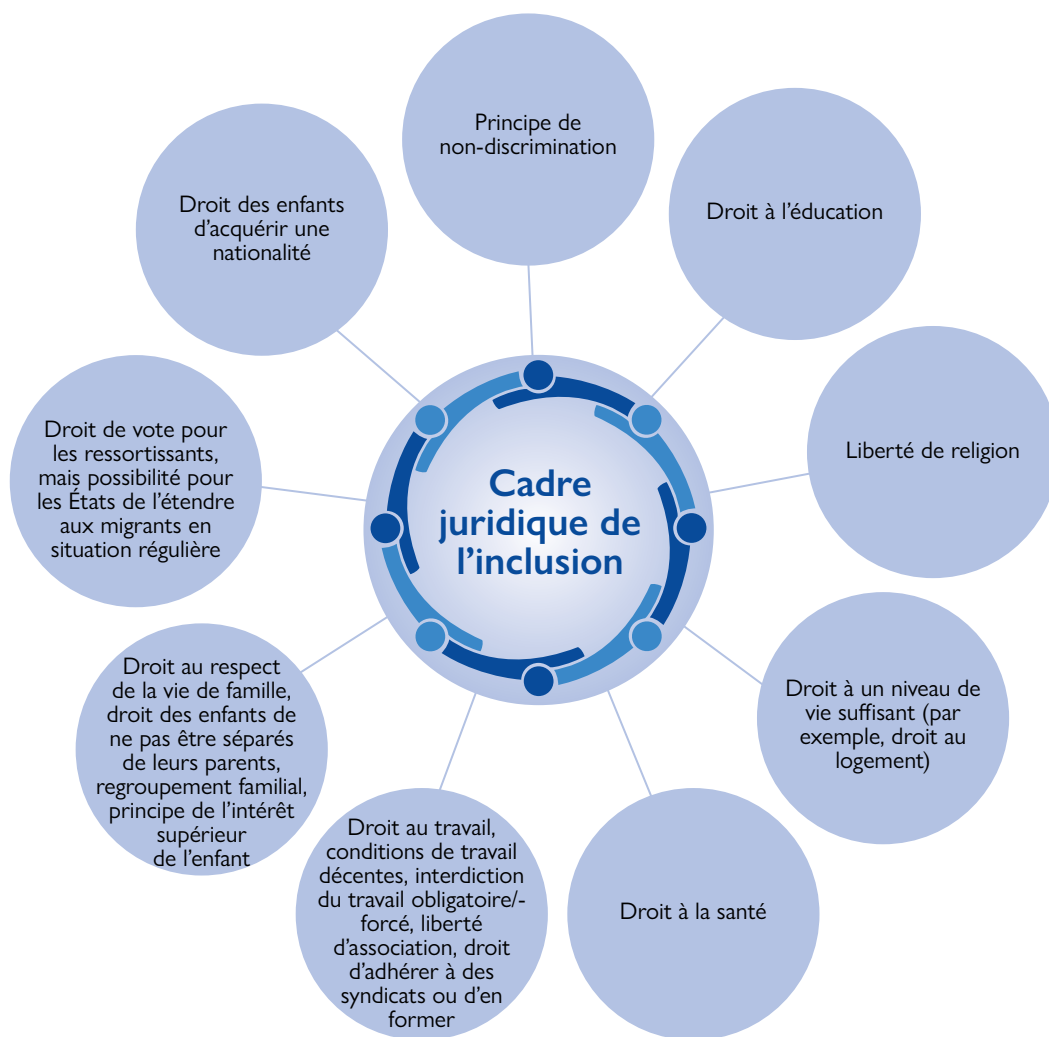 Principe de
non-discrimination
Droit à l’éducation
Liberté de religion
Droit à un niveau de
vie suffisant (par
exemple, droit au
logement)
Droit à la santé
Droit au travail,
conditions de travail
décentes, interdiction
du travail obligatoire/-
forcé, liberté
d’association, droit
d’adhérer à des
syndicats ou d’en
former
Droit au respect
de la vie de famille,
droit des enfants de
ne pas être séparés
de leurs parents,
regroupement familial,
principe de l’intérêt
supérieur
de l’enfant
Droit de vote pour
les ressortissants,
mais possibilité pour
les États de l’étendre
aux migrants en
situation régulière
Droit des enfants
d’acquérir une
nationalité
Cadre
juridique de
l’inclusion